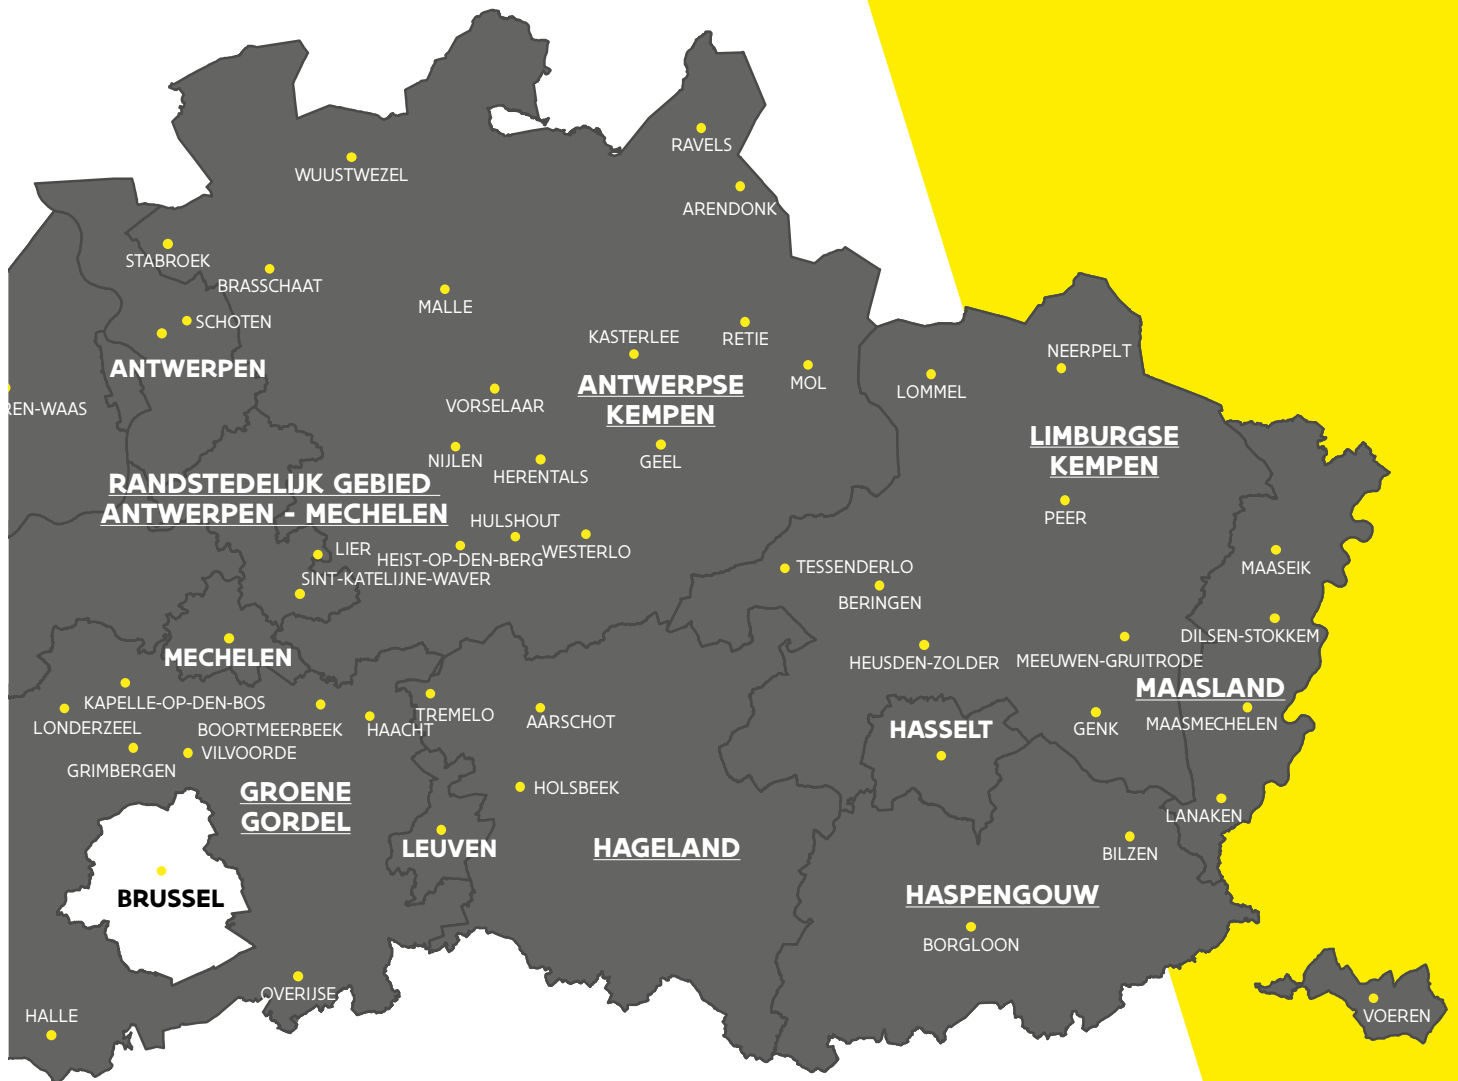 RAVELS
WUUSTWEZEL
ARENDONK
STABROEK
BRASSCHAAT
MALLE
SCHOTEN
KASTERLEE
RETIE
NEERPELT
ANTWERPEN
ANTWERPSE
KEMPEN
MOL
LOMMEL
REN-WAAS
VORSELAAR
LIMBURGSE
KEMPEN
NIJLEN
HERENTALS
GEEL
RANDSTEDELIJK GEBIED
ANTWERPEN - MECHELEN
PEER
HULSHOUT
LIER
HEIST-OP-DEN-BERG
WESTERLO
SINT-KATELIJNE-WAVER
TESSENDERLO
MAASEIK
BERINGEN
DILSEN-STOKKEM
MECHELEN
HEUSDEN-ZOLDER
MEEUWEN-GRUITRODE
MAASLAND
KAPELLE-OP-DEN-BOS
TREMELO
AARSCHOT
LONDERZEEL
BOORTMEERBEEK
HAACHT
HASSELT
GENK
MAASMECHELEN
VILVOORDE
GRIMBERGEN
GROENE
GORDEL
HOLSBEEK
LANAKEN
LEUVEN
HAGELAND
BILZEN
BRUSSEL
HASPENGOUW
BORGLOON
OVERIJSE
HALLE
VOEREN